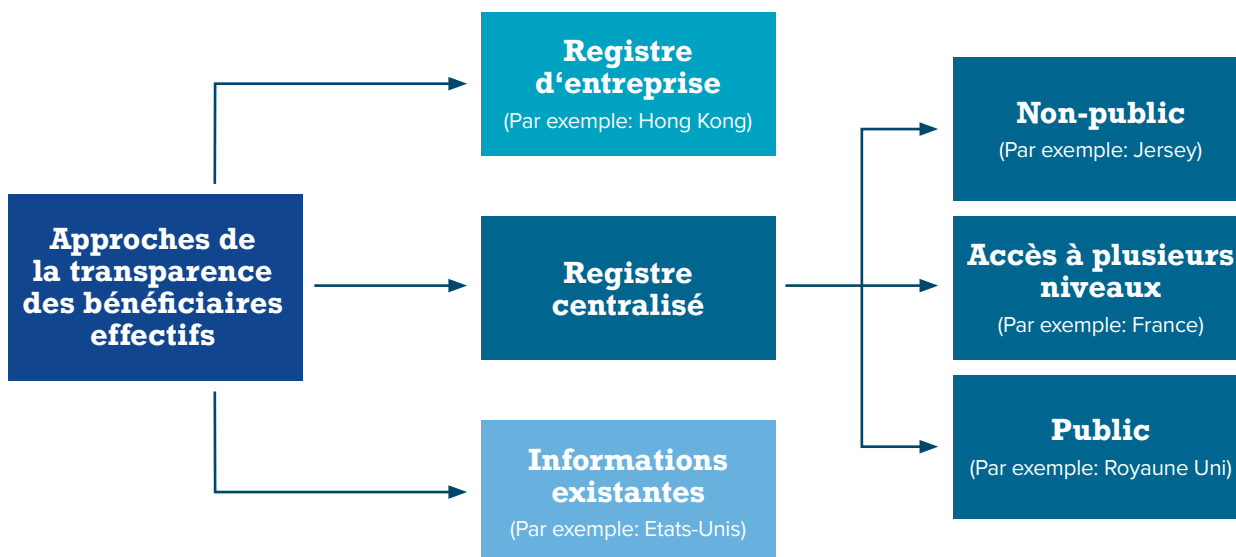 Approches de
la transparence
des bénéficiaires
effectifs
Registre
d‘entreprise
(Par exemple: Hong Kong)
Registre
centralisé
Informations
existantes
(Par exemple: Etats-Unis)
Non-public
(Par exemple: Jersey)
Accès à plusieurs
niveaux
(Par exemple: France)
Public
(Par exemple: Royaune Uni)